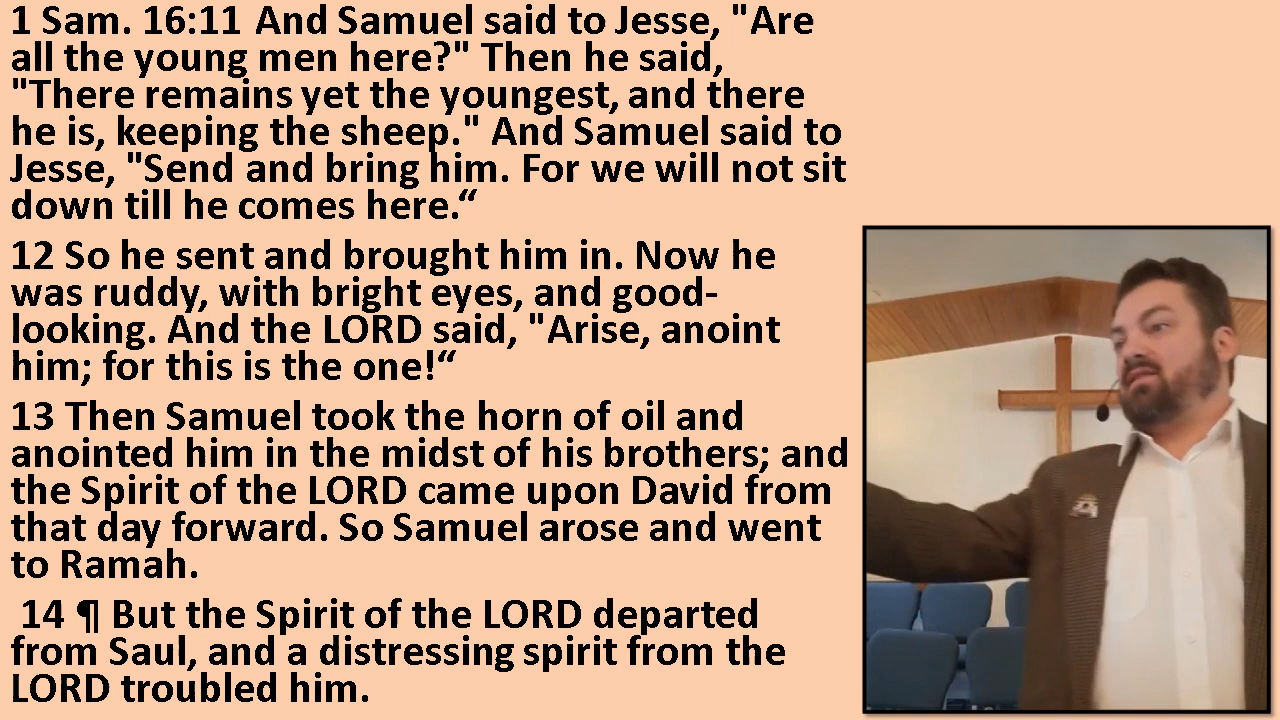 1 Sam. 16:11 And Samuel said to Jesse, "Are
all the young men here?" Then he said,
"There remains yet the youngest, and there
he is, keeping the sheep." And Samuel said to
Jesse, "Send and bring him. For we will not sit
down till he comes here.“
12 So he sent and brought him in. Now he
was ruddy, with bright eyes, and good-
looking. And the LORD said, "Arise, anoint
him; for this is the one!“
13 Then Samuel took the horn of oil and
anointed him in the midst of his brothers; and
the Spirit of the LORD came upon David from
that day forward. So Samuel arose and went
to Ramah.
14 ¶ But the Spirit of the LORD departed
from Saul, and a distressing spirit from the
LORD troubled him.